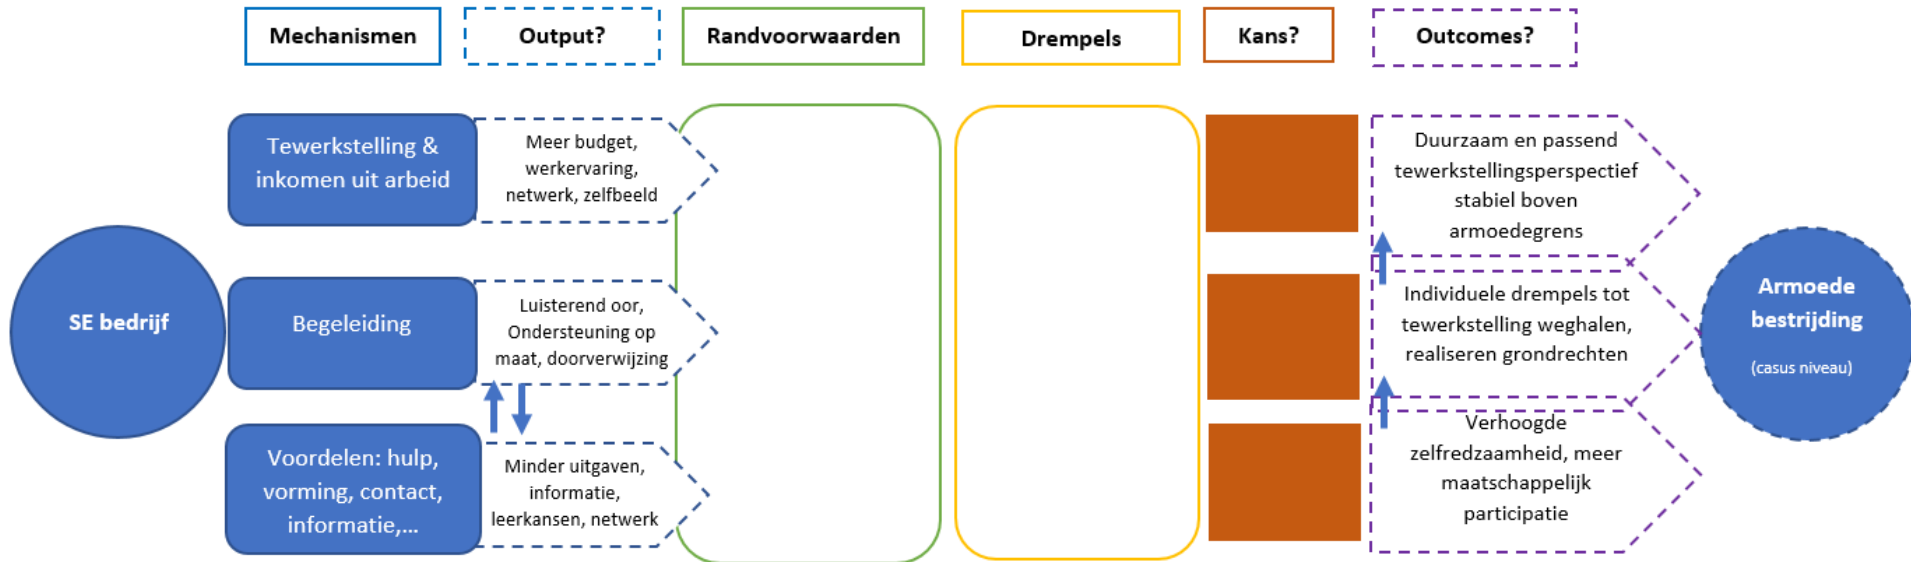 Mechanismen
Output?
Randvoorwaarden
Drempels
Kans?
Outcomes?
SE bedrijf
Tewerkstelling &
inkomen uit arbeid
Meer budget,
werkervaring,
netwerk, zelfbeeld
Duurzaam en passend
tewerkstellingsperspectief
stabiel boven
armoedegrens
Begeleiding
Luisterend oor,
Ondersteuning op
maat, doorverwijzing
Individuele drempels tot
tewerkstelling weghalen,
realiseren grondrechten
Voordelen: hulp,
vorming, contact,
informatie,...
Minder uitgaven,
informatie,
leerkansen, netwerk
Verhoogde
zelfredzaamheid, meer
maatschappelijk
participatie
Armoede
bestrijding
(casus niveau)